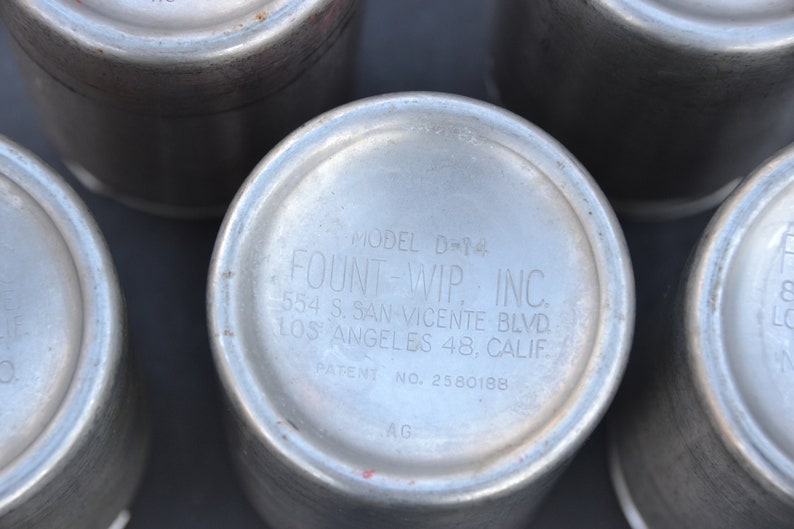 MODEL D-14
FOUNT-WIP, INC.
554 S. SAN VICENTE BLVD.
LOS ANGELES 48, CALIF.
PATENT NO. 2580188
AG